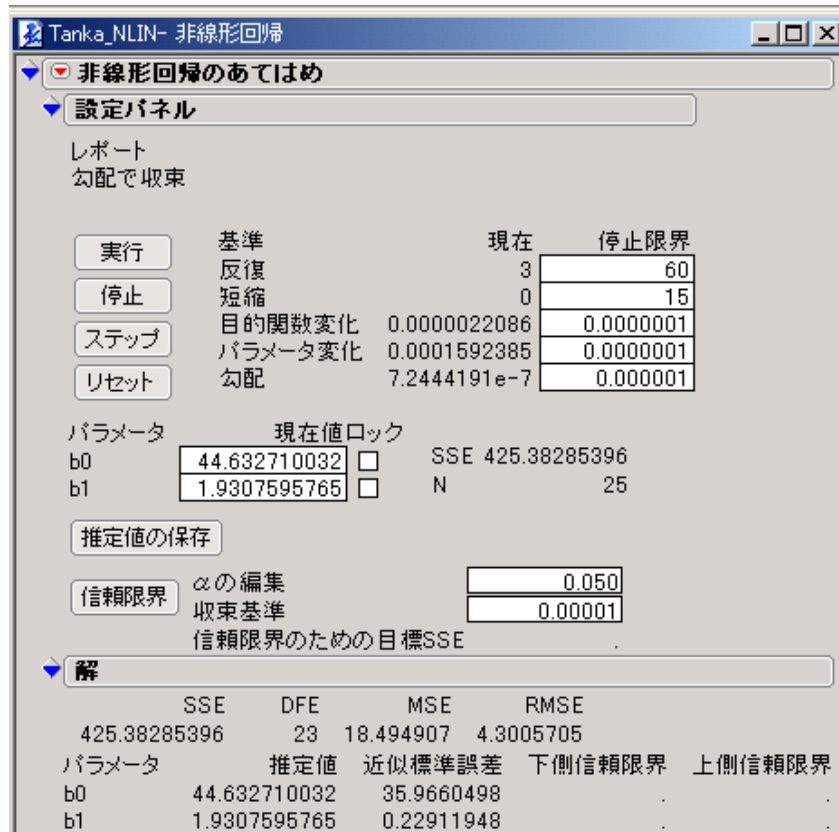 Tanka_NLIN- 非線形回帰
非線形回帰のあてはめ
設定パネル
レポート
勾配で収束
実行
停止
ステップ
リセット
基準 現在 停止限界
反復 3 60
短縮 0 15
目的関数変化 0.0000022086 0.0000001
パラメータ変化 0.0001592385 0.0000001
勾配 7.2444191e-7 0.000001
パラメータ 現在値ロック
b0 44.632710032 SSE 425.38285396
b1 1.9307595765 N 25
推定値の保存
信頼限界
αの編集 0.050
収束基準 0.00001
信頼限界のための目標SSE .
解
SSE DFE MSE RMSE
425.38285396 23 18.494907 4.3005705
パラメータ 推定値 近似標準誤差 下側信頼限界 上側信頼限界
b0 44.632710032 35.9660498 . .
b1 1.9307595765 0.22911948 . .